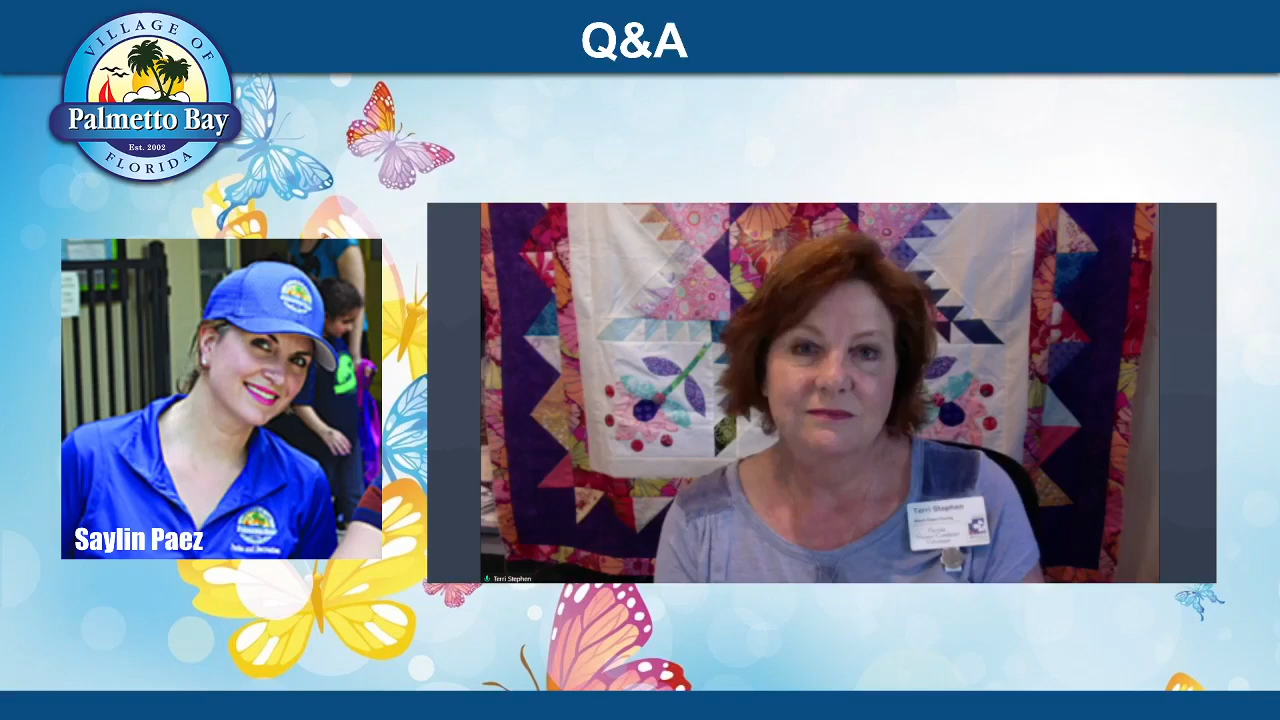 Q&A
VILLAGE OF
Palmetto Bay
Est. 2002
FLORIDA
Saylin Paez
Terri Stephen
Terri Stephen